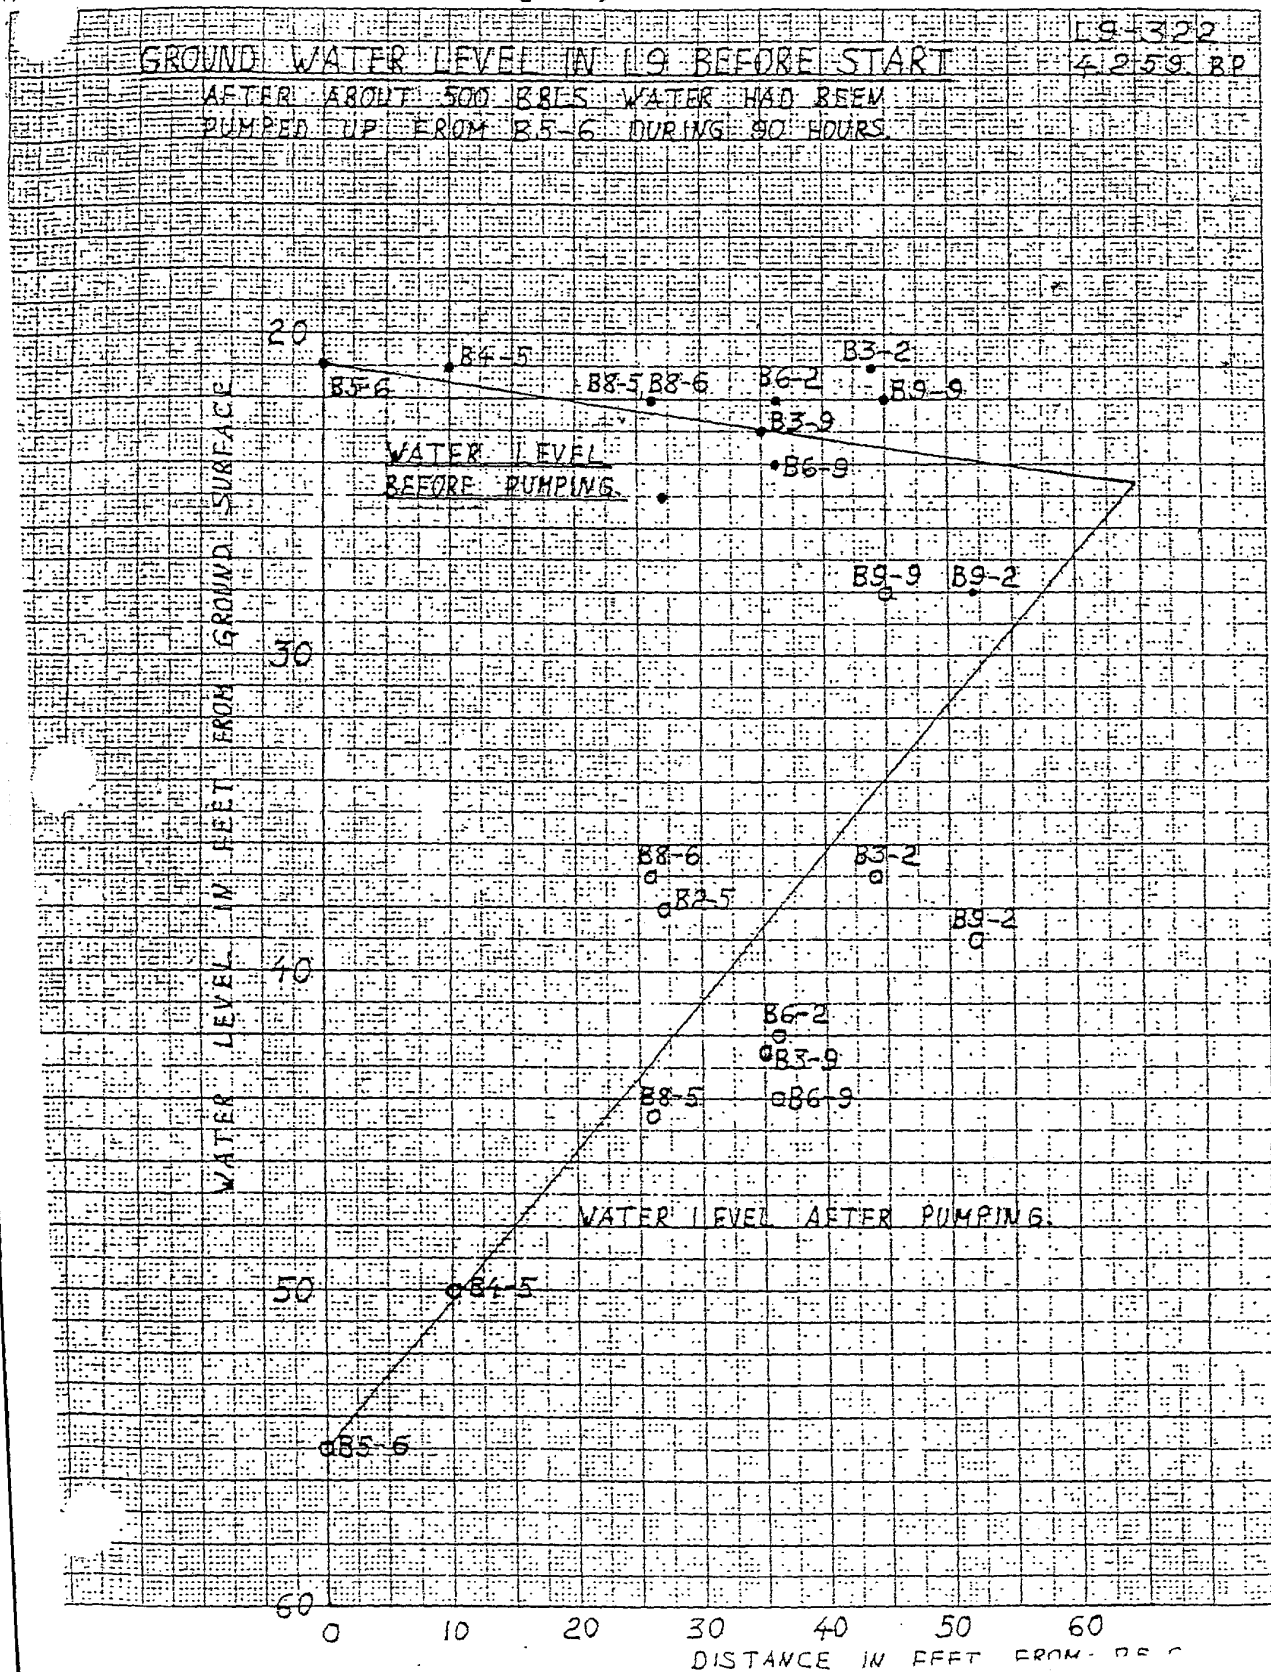 L9-322
GROUND WATER LEVEL IN L9 BEFORE START
4.2.59. BP
AFTER ABOUT 500 BBLS WATER HAD BEEN
PUMPED UP FROM B5-6 DURING 90 HOURS.
20
B4-5
B3-2
B5-6
B8-5, B8-6
B6-2
B9-9
B3-9
WATER LEVEL
BEFORE PUMPING.
B6-9
B9-9
B9-2
30
WATER LEVEL IN FEET FROM GROUND SURFACE
B8-6
B3-2
B2-5
B9-2
40
B6-2
B3-9
B8-5
B6-9
WATER LEVEL AFTER PUMPING.
50
B4-5
B5-6
60
0 10 20 30 40 50 60
DISTANCE IN FEET FROM